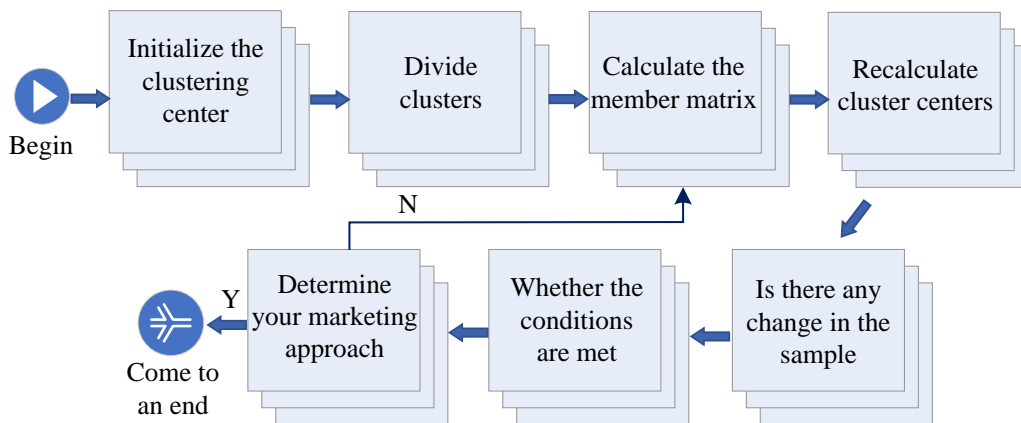 Begin
Initialize the
clustering
center
Divide
clusters
Calculate the
member matrix
Recalculate
cluster centers
N
Is there any
change in the
sample
Whether the
conditions
are met
Determine
your marketing
approach
Y
Come to
an end